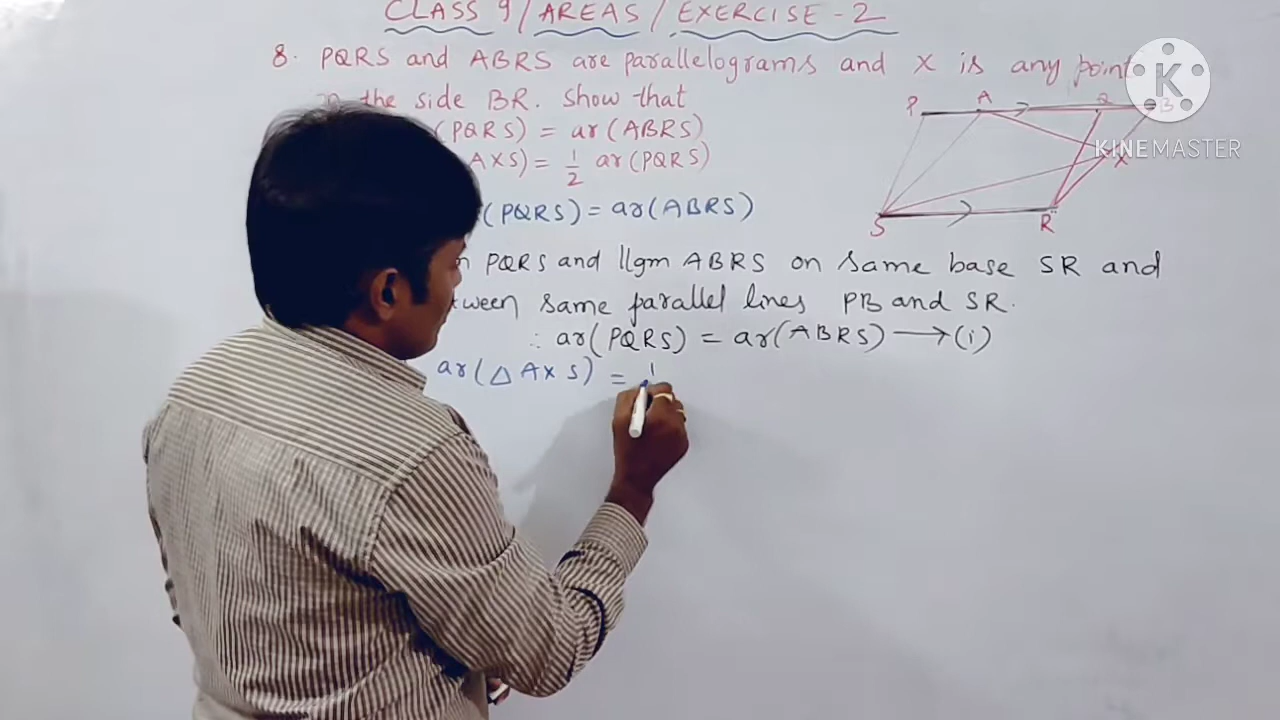 CLASS 9 / AREAS / EXERCISE - 2
8. PQRS and ABRS are parallelograms and X is any point
the side BR. Show that
(PQRS) = ar (ABRS)
AXS) = 1/2 ar (PQRS)
(PQRS) = ar(ABRS)
PQRS and llgm ABRS on same base SR and
same parallel lines PB and SR.
∴ ar(PQRS) = ar(ABRS) → (i)
ar(△AXS) = 1
P A Q B
X
S R
K
KINEMASTER